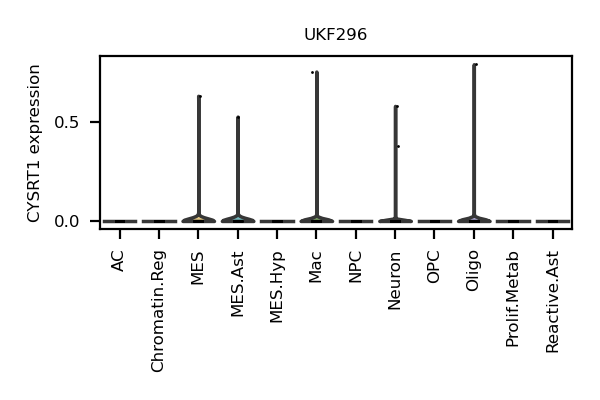 UKF296
CYSRT1 expression
0.5
0.0
AC
Chromatin.Reg
MES
MES.Ast
MES.Hyp
Mac
NPC
Neuron
OPC
Oligo
Prolif.Metab
Reactive.Ast